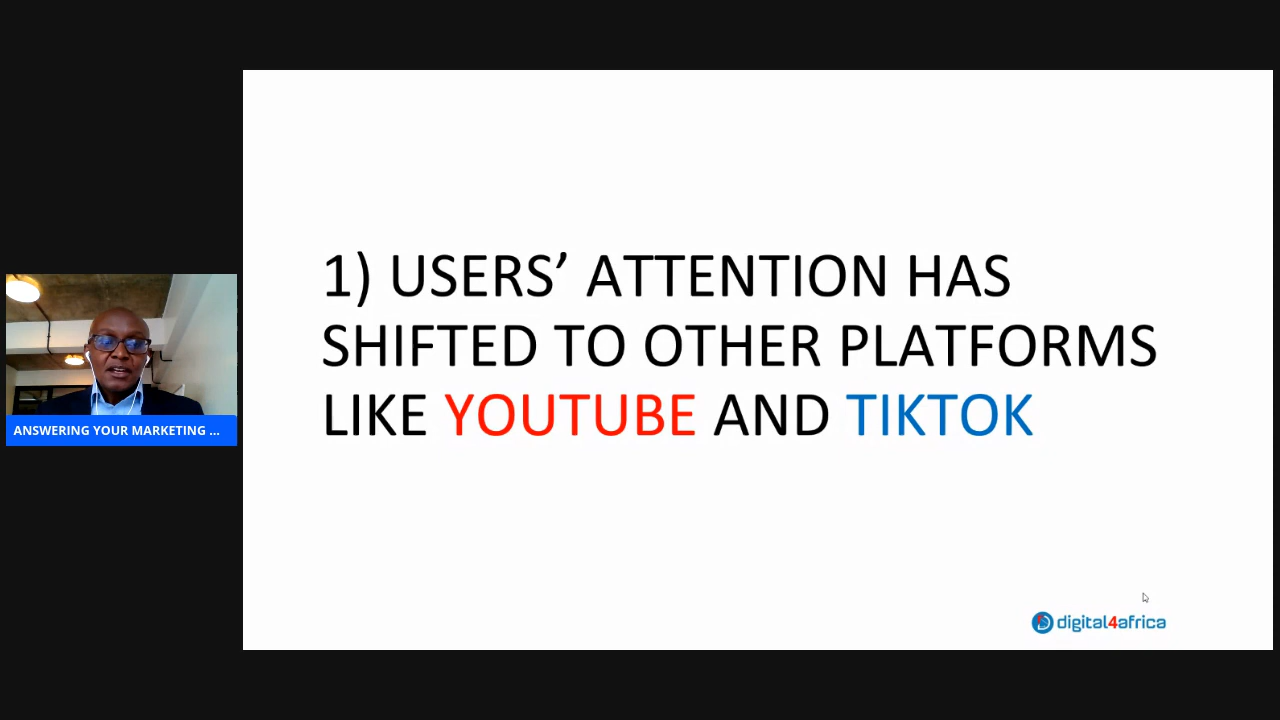 1) USERS’ ATTENTION HAS
SHIFTED TO OTHER PLATFORMS
LIKE YOUTUBE AND TIKTOK
ANSWERING YOUR MARKETING ...
digital4africa